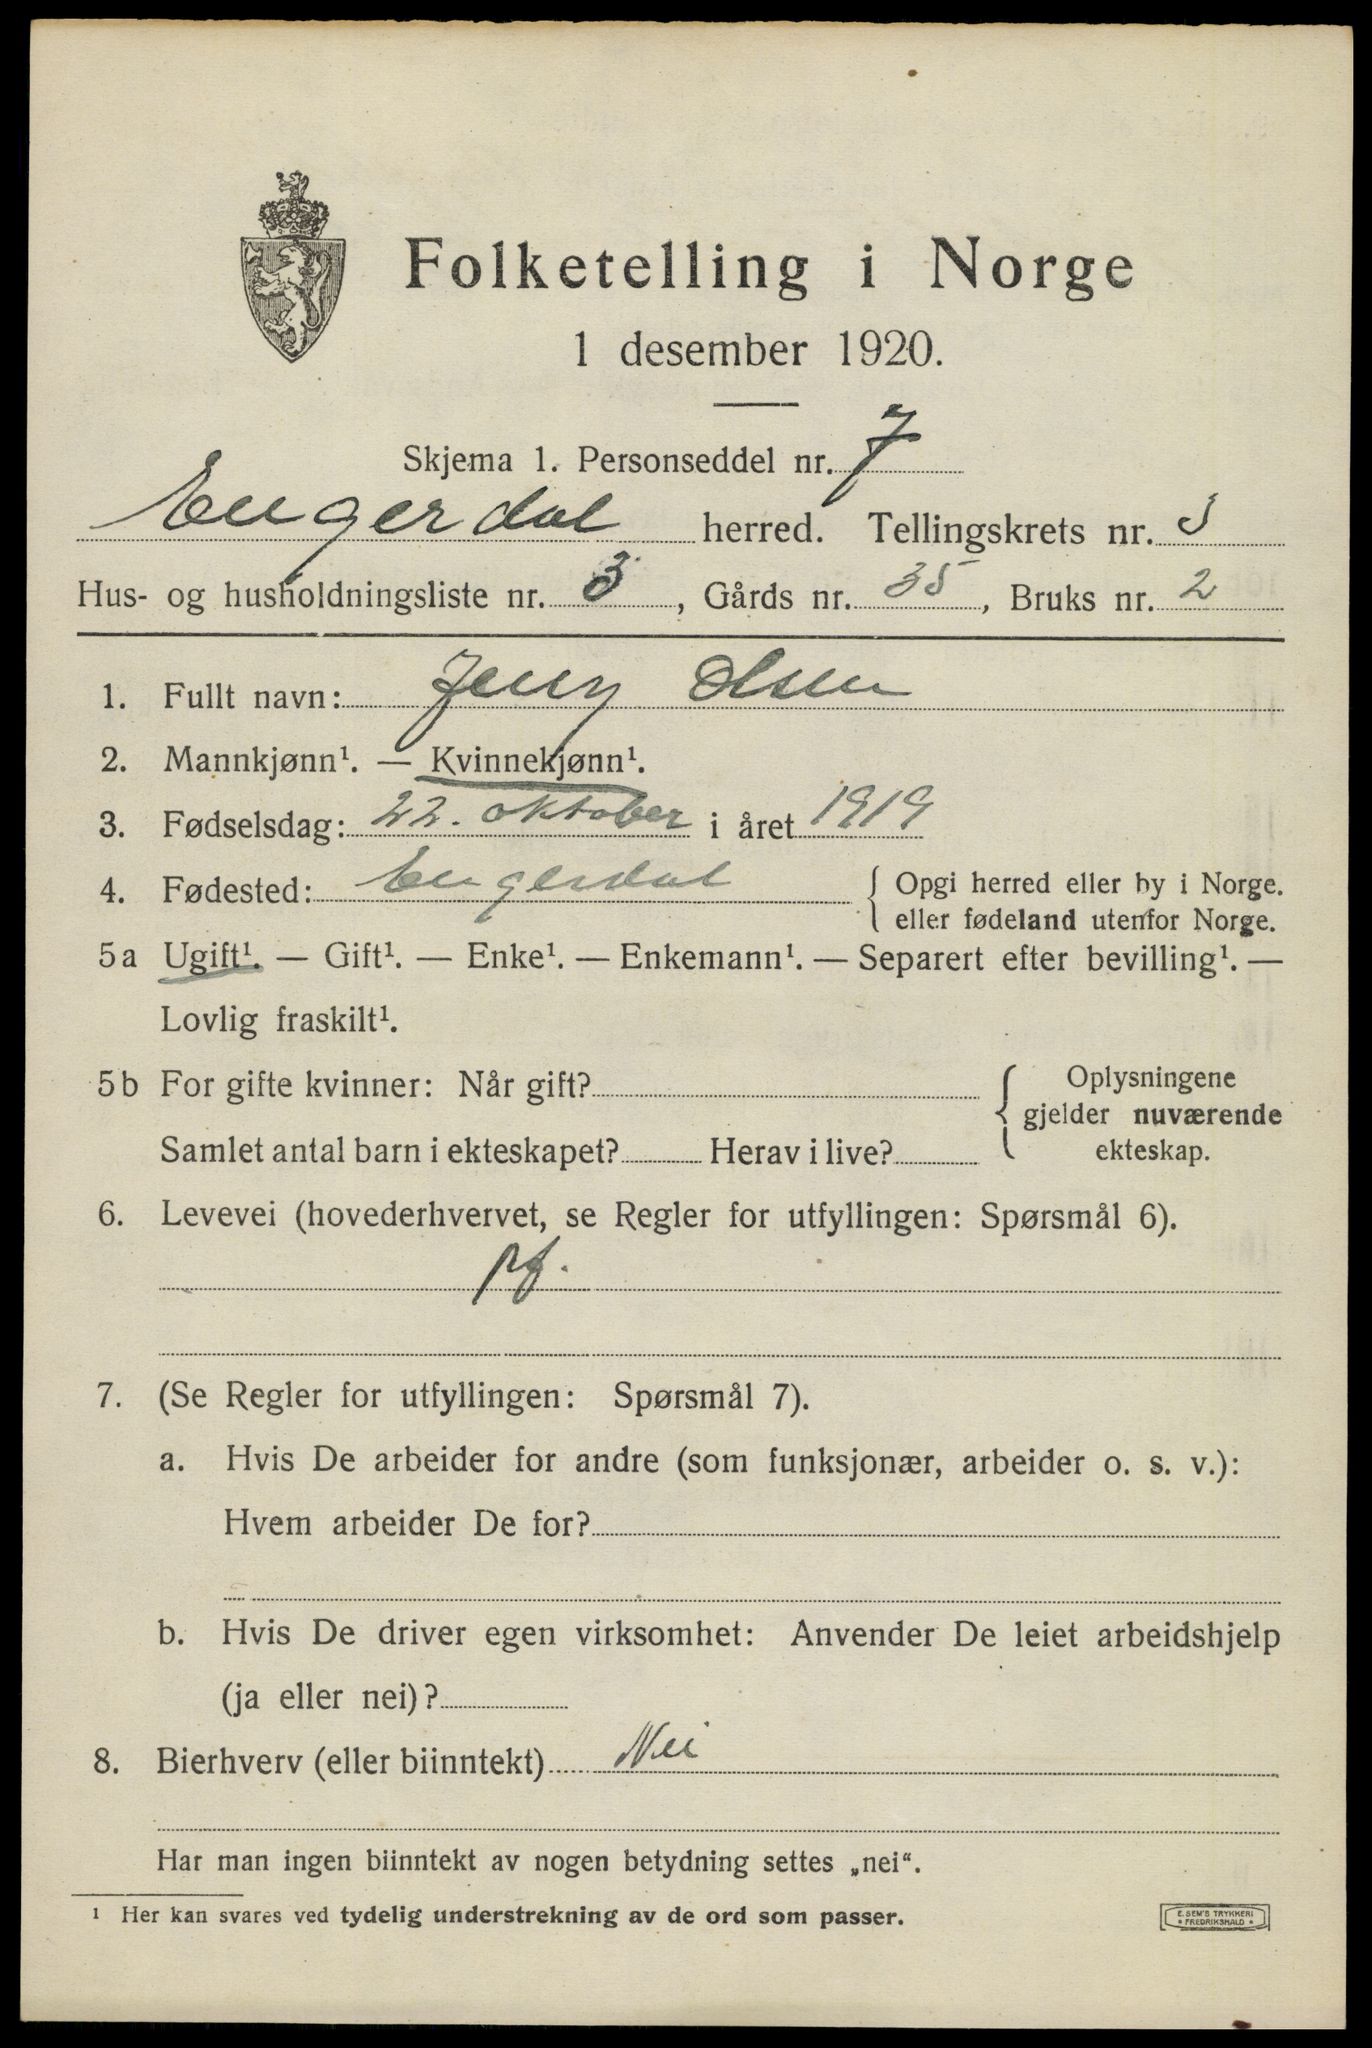 Folketelling i Norge
1 desember 1920.
Skjema 1. Personseddel nr. 7
Engerdal herred. Tellingskrets nr. 3
Hus- og husholdningsliste nr. 3, Gårds nr. 35, Bruks nr. 2
1. Fullt navn: Jenny Olsen
2. Mannkjønn¹. — Kvinnekjønn¹.
3. Fødselsdag: 22. oktober i året 1919
4. Fødested: Engerdal { Opgi herred eller by i Norge.
eller fødeland utenfor Norge.
5a Ugift¹. — Gift¹. — Enke¹. — Enkemann¹. — Separert efter bevilling¹. —
Lovlig fraskilt¹.
5b For gifte kvinner: Når gift? { Oplysningene
gjelder nuværende
Samlet antal barn i ekteskapet? Herav i live? ekteskap.
6. Levevei (hovederhvervet, se Regler for utfyllingen: Spørsmål 6).
pf.
7. (Se Regler for utfyllingen: Spørsmål 7).
a. Hvis De arbeider for andre (som funksjonær, arbeider o. s. v.):
Hvem arbeider De for?
b. Hvis De driver egen virksomhet: Anvender De leiet arbeidshjelp
(ja eller nei)?
8. Bierhverv (eller biinntekt) Nei
Har man ingen biinntekt av nogen betydning settes „nei“.
¹ Her kan svares ved tydelig understrekning av de ord som passer.
E. SEM'S TRYKKERI
• FREDRIKSHALD •